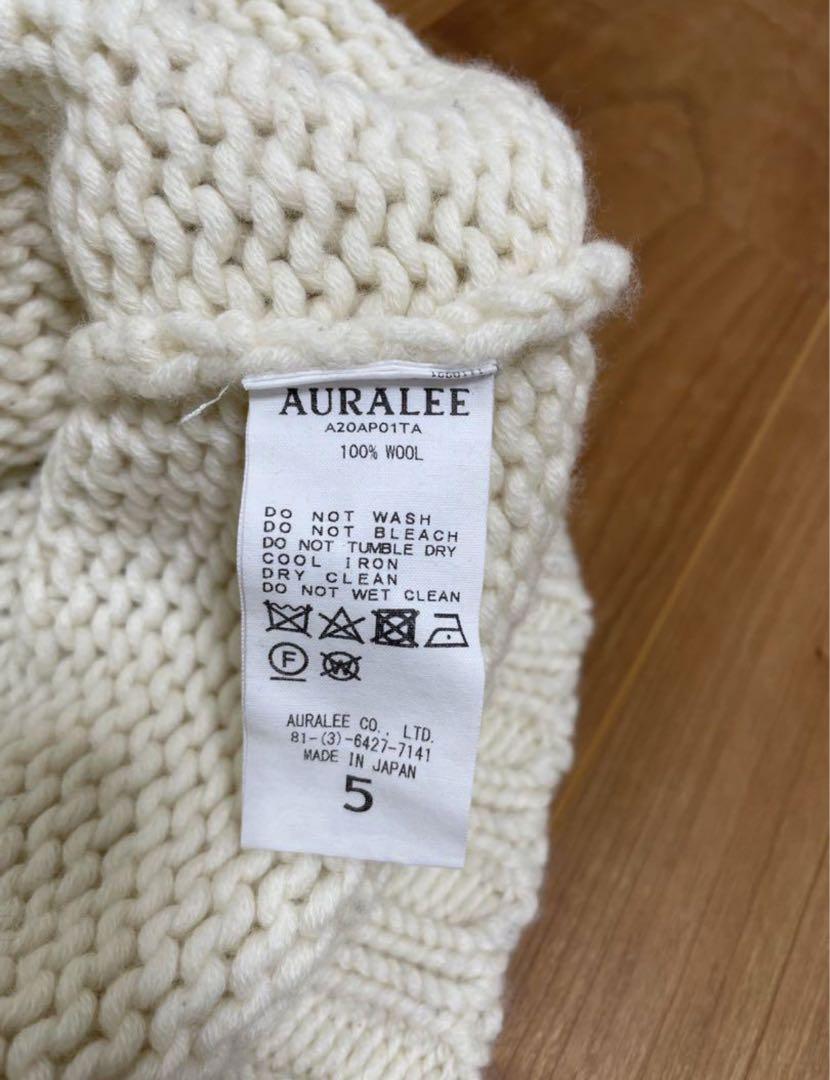 AURALEE
A20AP01TA
100% WOOL
DO NOT WASH
DO NOT BLEACH
DO NOT TUMBLE DRY
COOL IRON
DRY CLEAN
DO NOT WET CLEAN
F
W
AURALEE CO., LTD.
81-(3)-6427-7141
MADE IN JAPAN
5